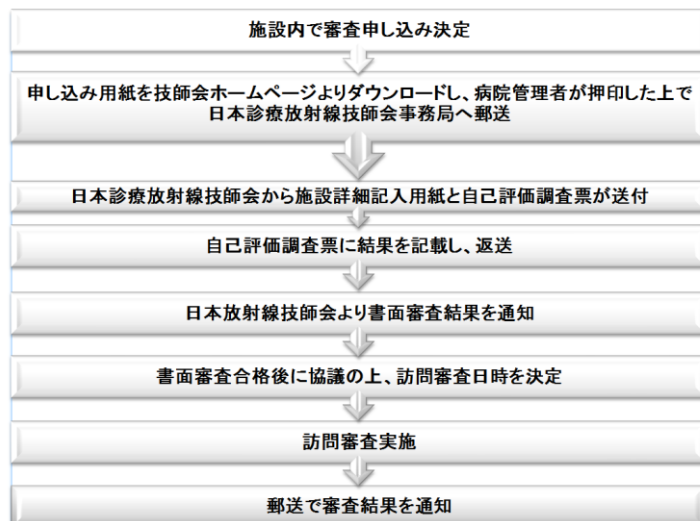 施設内で審査申し込み決定
申し込み用紙を技師会ホームページよりダウンロードし、病院管理者が押印した上で
日本診療放射線技師会事務局へ郵送
日本診療放射線技師会から施設詳細記入用紙と自己評価調査票が送付
自己評価調査票に結果を記載し、返送
日本放射線技師会より書面審査結果を通知
書面審査合格後に協議の上、訪問審査日時を決定
訪問審査実施
郵送で審査結果を通知